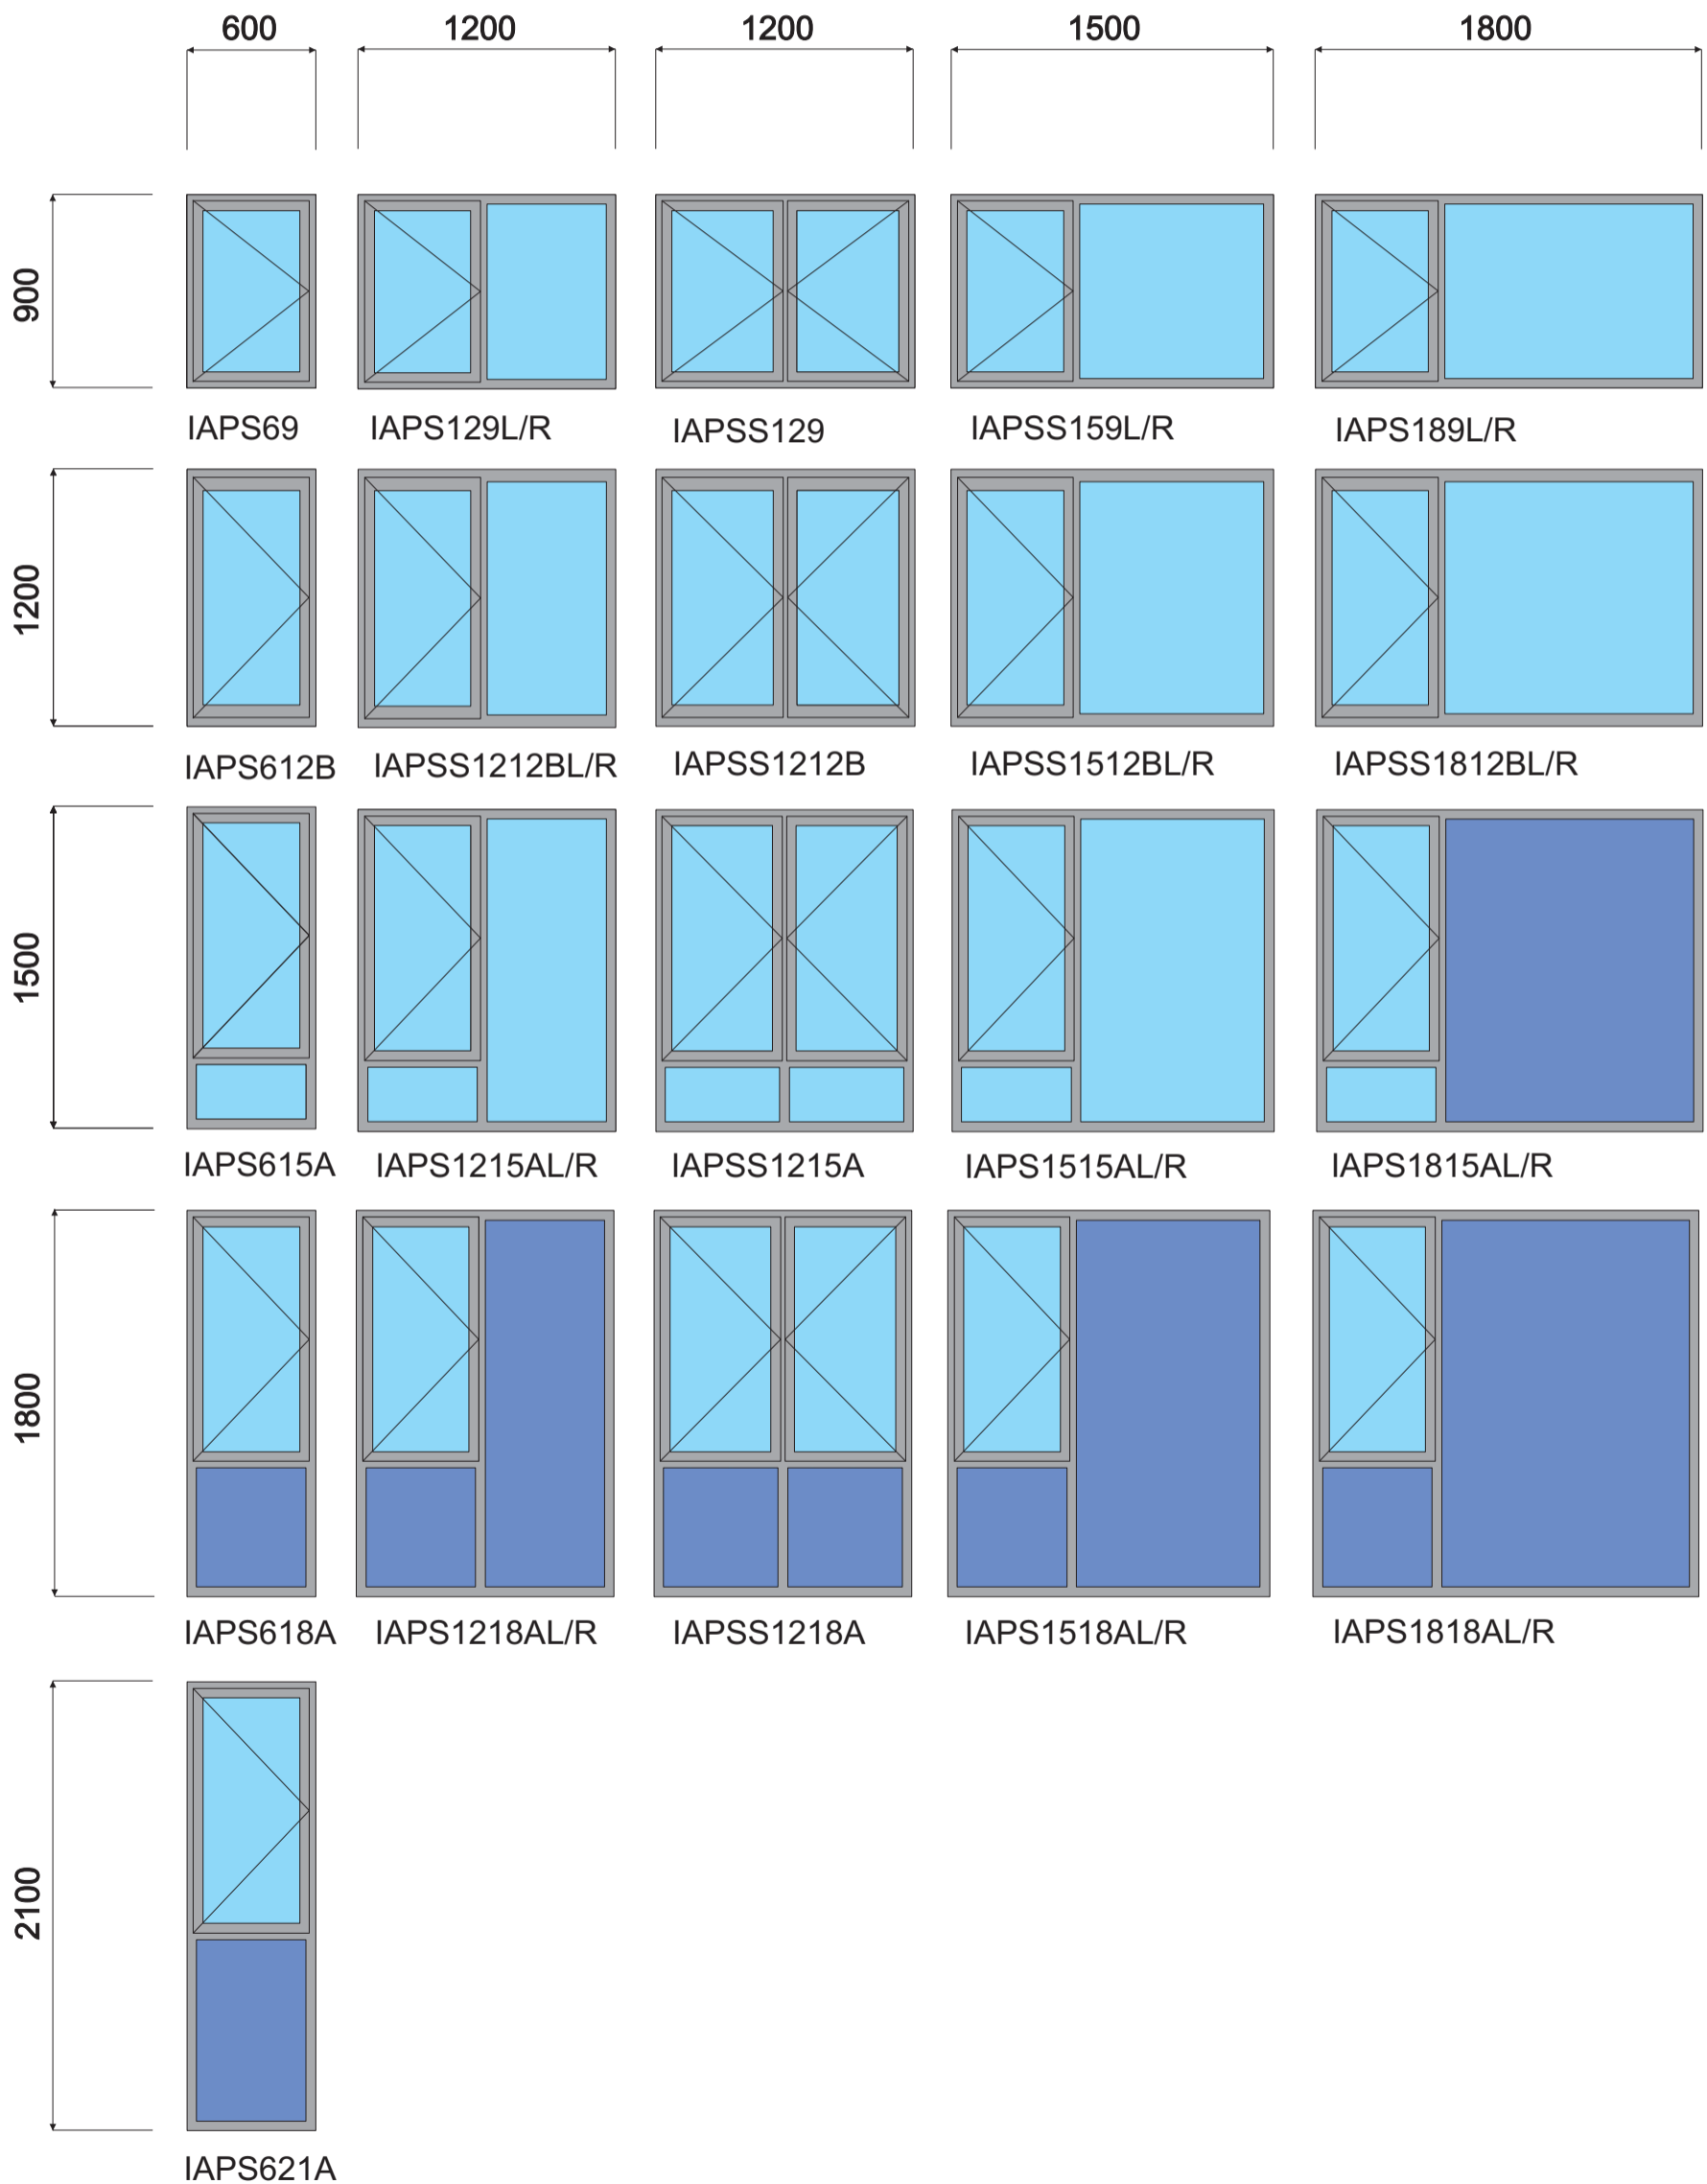 600 1200 1200 1500 1800
900
IAPS69 IAPS129L/R IAPSS129 IAPSS159L/R IAPS189L/R
1200
IAPS612B IAPSS1212BL/R IAPSS1212B IAPSS1512BL/R IAPSS1812BL/R
1500
IAPS615A IAPS1215AL/R IAPSS1215A IAPS1515AL/R IAPS1815AL/R
1800
IAPS618A IAPS1218AL/R IAPSS1218A IAPS1518AL/R IAPS1818AL/R
2100
IAPS621A